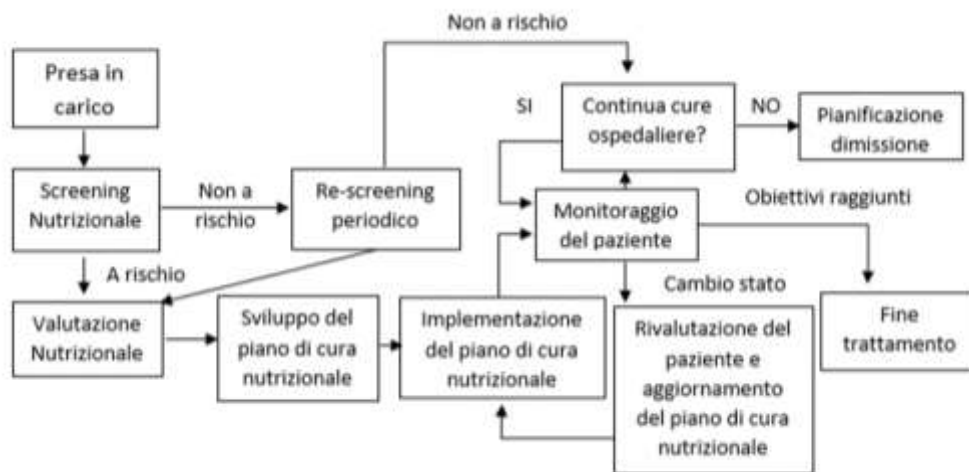 Non a rischio
Presa in
carico
SI
Continua cure
ospedaliere?
NO
Pianificazione
dimissione
Screening
Nutrizionale
Non a
rischio
Re-screening
periodico
Monitoraggio
del paziente
Obiettivi raggiunti
A rischio
Cambio stato
Valutazione
Nutrizionale
Sviluppo del
piano di cura
nutrizionale
Implementazione
del piano di cura
nutrizionale
Rivalutazione del
paziente e
aggiornamento
del piano di cura
nutrizionale
Fine
trattamento